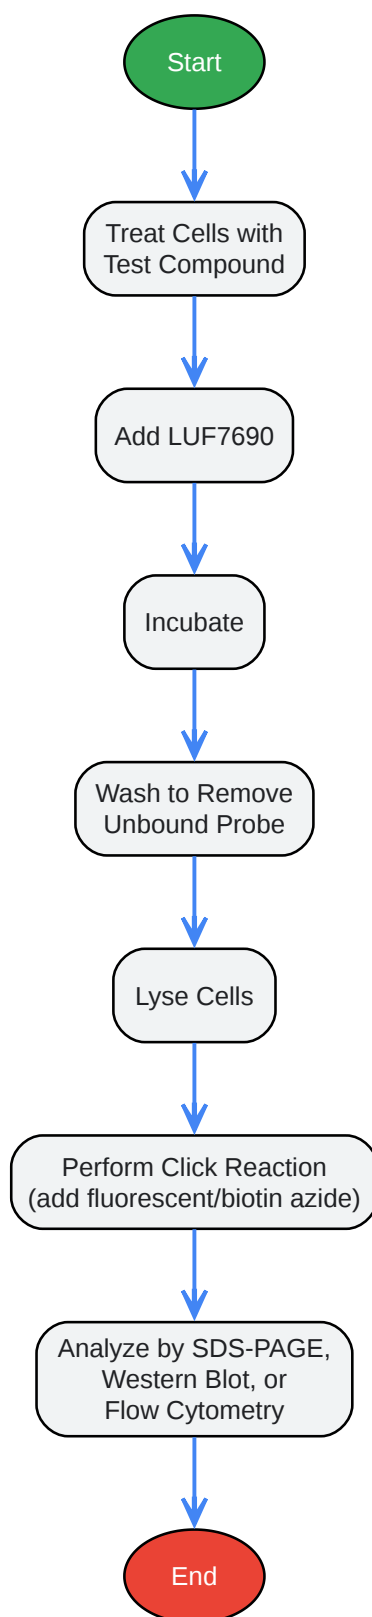 Start
Treat Cells with
Test Compound
Add LUF7690
Incubate
Wash to Remove
Unbound Probe
Lyse Cells
Perform Click Reaction
(add fluorescent/biotin azide)
Analyze by SDS-PAGE,
Western Blot, or
Flow Cytometry
End